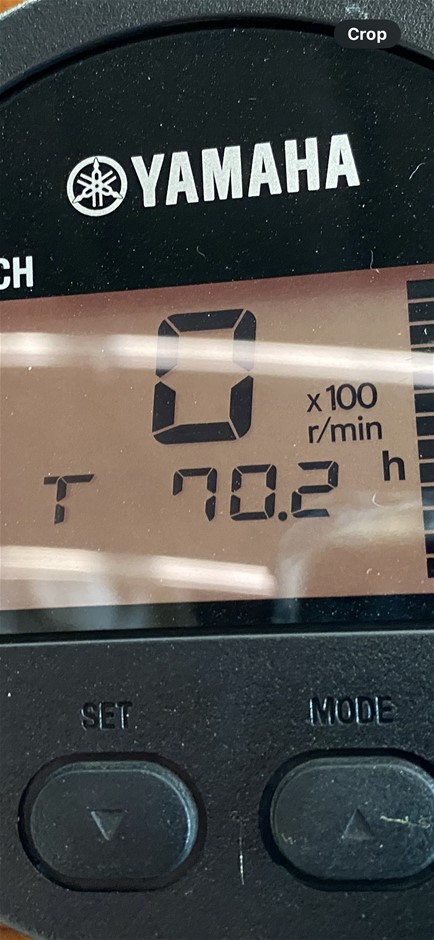 Crop
YAMAHA
CH
0
x100
r/min
T 70.2 h
SET
MODE